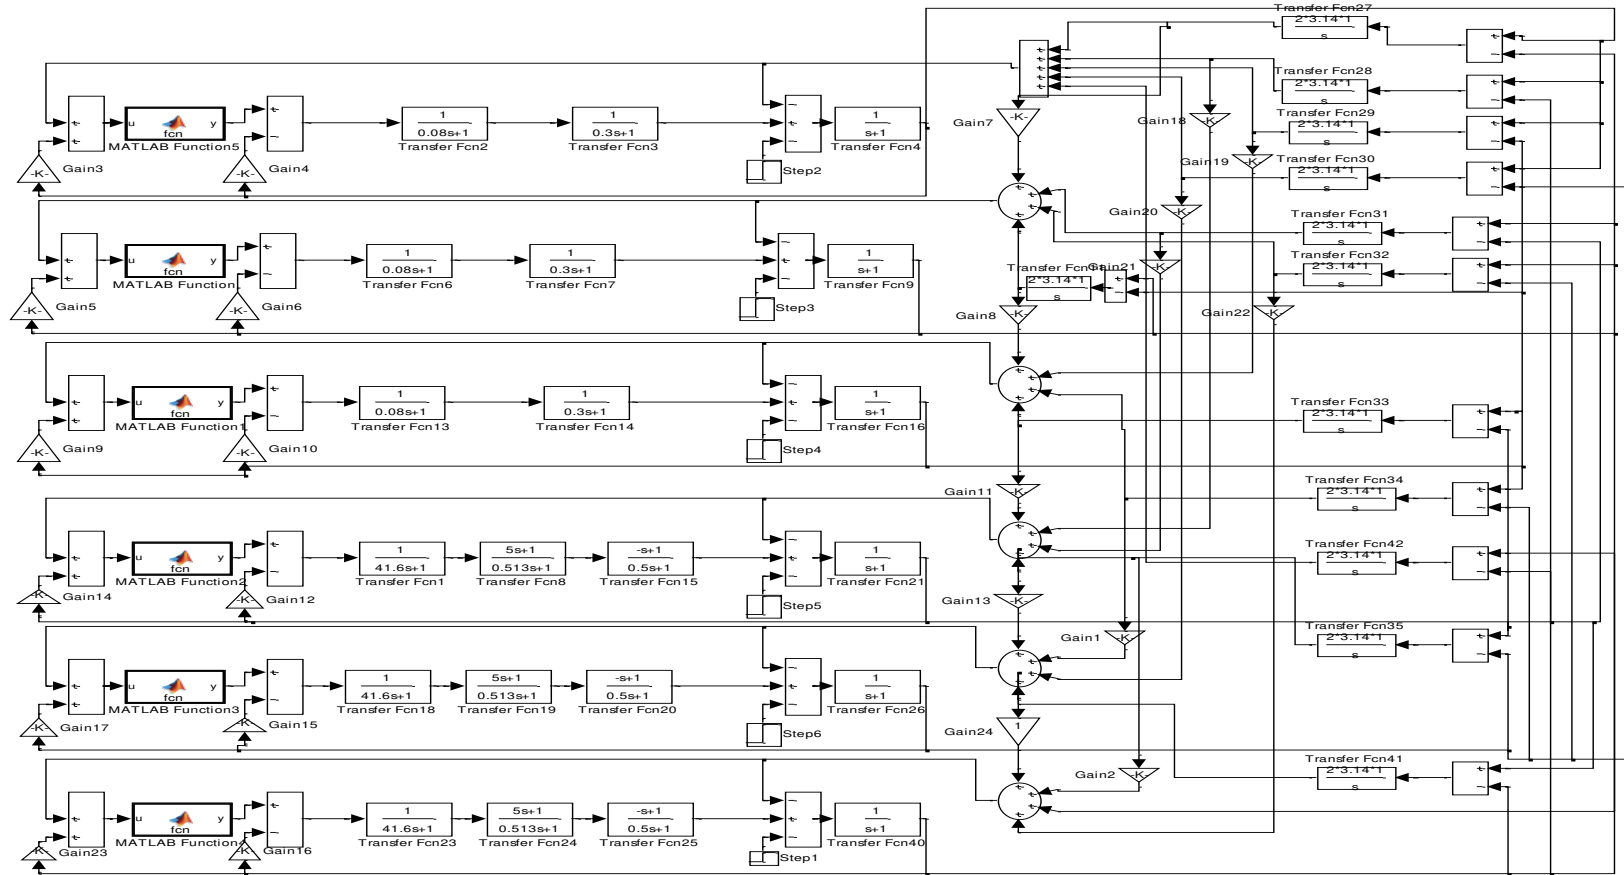 Transfer Fcn27
2*3.14*1
s
Transfer Fcn28
2*3.14*1
s
Transfer Fcn29
2*3.14*1
s
Transfer Fcn30
2*3.14*1
s
Transfer Fcn31
2*3.14*1
s
Transfer Fcn32
2*3.14*1
s
2*3.14*1
s
Gain21
-K-
Gain7
-K-
Gain18
-K-
Gain19
-K-
Gain20
-K-
Gain8
-K-
Gain22
-K-
u fcn y
MATLAB Function5
-K-
Gain3
-K-
Gain4
1
0.08s+1
Transfer Fcn2
1
0.3s+1
Transfer Fcn3
Step2
1
s+1
Transfer Fcn4
u fcn y
MATLAB Function
-K-
Gain5
-K-
Gain6
1
0.08s+1
Transfer Fcn6
1
0.3s+1
Transfer Fcn7
Step3
1
s+1
Transfer Fcn9
u fcn y
MATLAB Function1
-K-
Gain9
-K-
Gain10
1
0.08s+1
Transfer Fcn13
1
0.3s+1
Transfer Fcn14
Step4
1
s+1
Transfer Fcn16
Transfer Fcn33
2*3.14*1
s
Gain11
-K-
Transfer Fcn34
2*3.14*1
s
u fcn y
MATLAB Function2
-K-
Gain14
-K-
Gain12
1
41.6s+1
Transfer Fcn1
5s+1
0.513s+1
Transfer Fcn8
-s+1
0.5s+1
Transfer Fcn15
Step5
1
s+1
Transfer Fcn21
Transfer Fcn42
2*3.14*1
s
Gain13
-K-
Gain1
-K-
Transfer Fcn35
2*3.14*1
s
u fcn y
MATLAB Function3
-K-
Gain17
-K-
Gain15
1
41.6s+1
Transfer Fcn18
5s+1
0.513s+1
Transfer Fcn19
-s+1
0.5s+1
Transfer Fcn20
Step6
1
s+1
Transfer Fcn26
Gain24
1
Gain2
-K-
Transfer Fcn41
2*3.14*1
s
u fcn y
MATLAB Function
-K-
Gain23
-K-
Gain16
1
41.6s+1
Transfer Fcn23
5s+1
0.513s+1
Transfer Fcn24
-s+1
0.5s+1
Transfer Fcn25
Step1
1
s+1
Transfer Fcn40